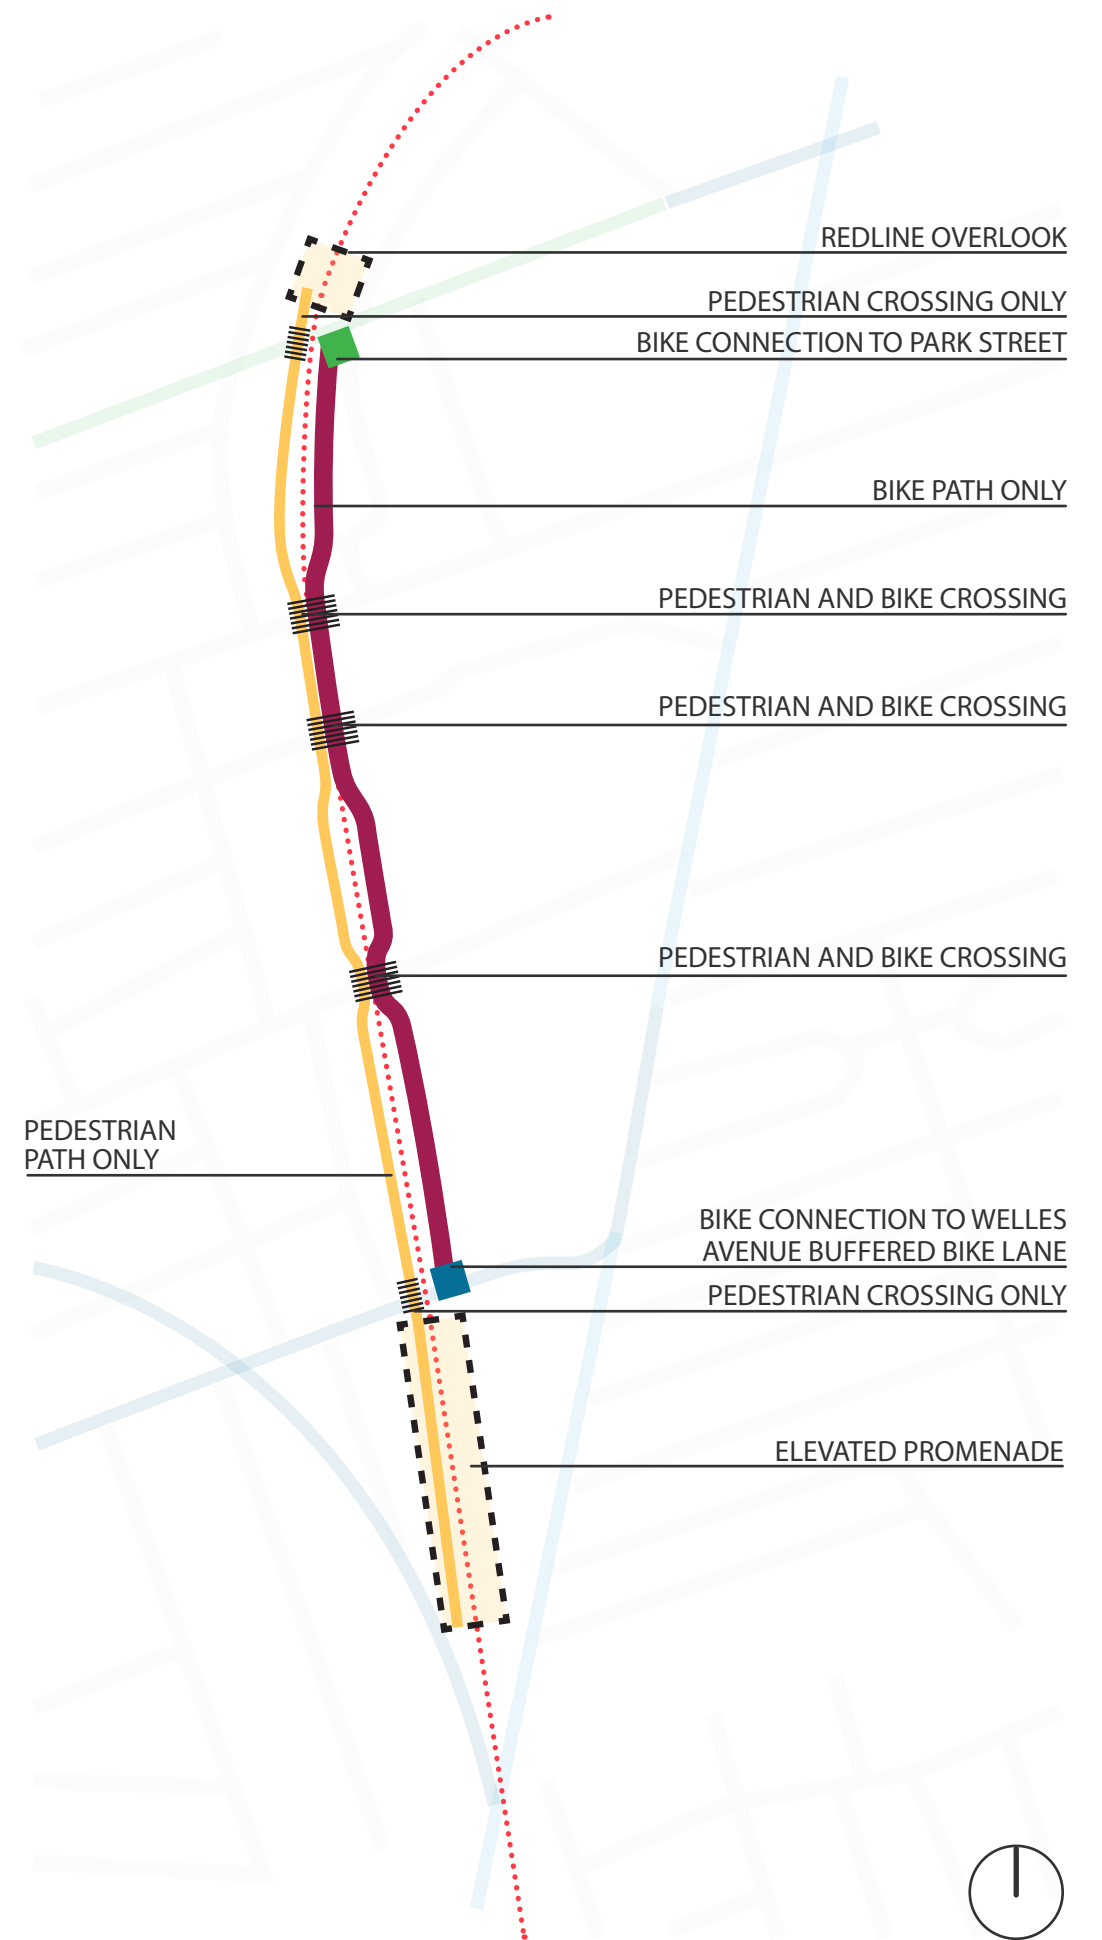 REDLINE OVERLOOK
PEDESTRIAN CROSSING ONLY
BIKE CONNECTION TO PARK STREET
BIKE PATH ONLY
PEDESTRIAN AND BIKE CROSSING
PEDESTRIAN AND BIKE CROSSING
PEDESTRIAN AND BIKE CROSSING
PEDESTRIAN
PATH ONLY
BIKE CONNECTION TO WELLES
AVENUE BUFFERED BIKE LANE
PEDESTRIAN CROSSING ONLY
ELEVATED PROMENADE